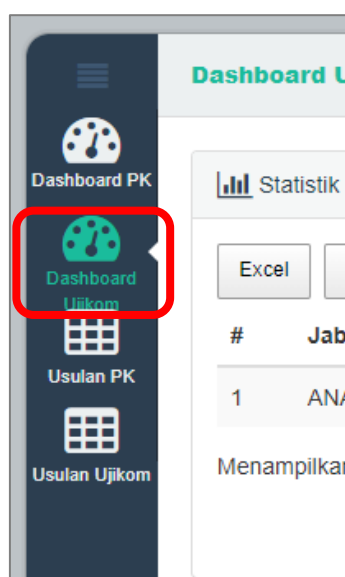 Dashboard U
Dashboard PK
Statistik
Dashboard
Ujikom
Excel
# Jab
Usulan PK
1 ANA
Usulan Ujikom
Menampilkan